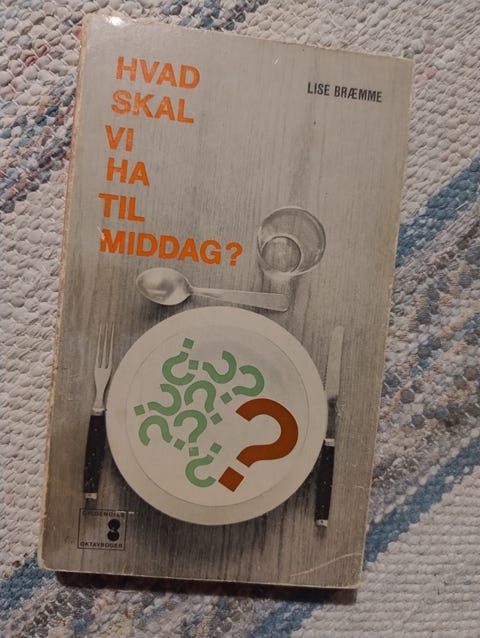 HVAD
SKAL
VI
HA
TIL
MIDDAG?
LISE BRÆMME
GYLDENDALS
OKTAVBØGER